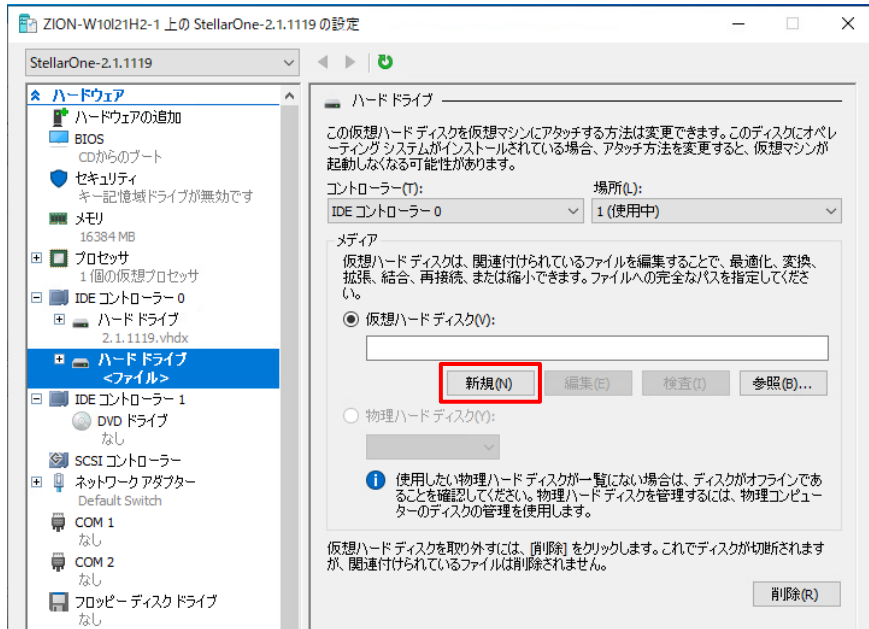 ZION-W10I21H2-1 上の StellarOne-2.1.1119 の設定
StellarOne-2.1.1119
ハードウェア
ハードウェアの追加
BIOS
CDからのブート
セキュリティ
キー記憶域ドライブが無効です
メモリ
16384 MB
プロセッサ
1 個の仮想プロセッサ
IDE コントローラー 0
ハード ドライブ
2.1.1119.vhdx
ハード ドライブ
<ファイル>
IDE コントローラー 1
DVD ドライブ
なし
SCSI コントローラー
ネットワーク アダプター
Default Switch
COM 1
なし
COM 2
なし
フロッピー ディスク ドライブ
なし
ハード ドライブ
この仮想ハード ディスクを仮想マシンにアタッチする方法は変更できます。このディスクにオペレ
ーティング システムがインストールされている場合、アタッチ方法を変更すると、仮想マシンが
起動しなくなる可能性があります。
コントローラー(T):
場所(L):
IDE コントローラー 0
1 (使用中)
メディア
仮想ハード ディスクは、関連付けられているファイルを編集することで、最適化、変換、
拡張、結合、再接続、または縮小できます。ファイルへの完全なパスを指定してくださ
い。
仮想ハード ディスク(V):
新規(N)
編集(E)
検査(I)
参照(B)...
物理ハード ディスク(Y):
使用したい物理ハード ディスクが一覧にない場合は、ディスクがオフラインであ
ることを確認してください。物理ハード ディスクを管理するには、物理コンピュー
ターのディスクの管理を使用します。
仮想ハード ディスクを取り外すには、[削除] をクリックします。これでディスクが切断されます
が、関連付けられているファイルは削除されません。
削除(R)